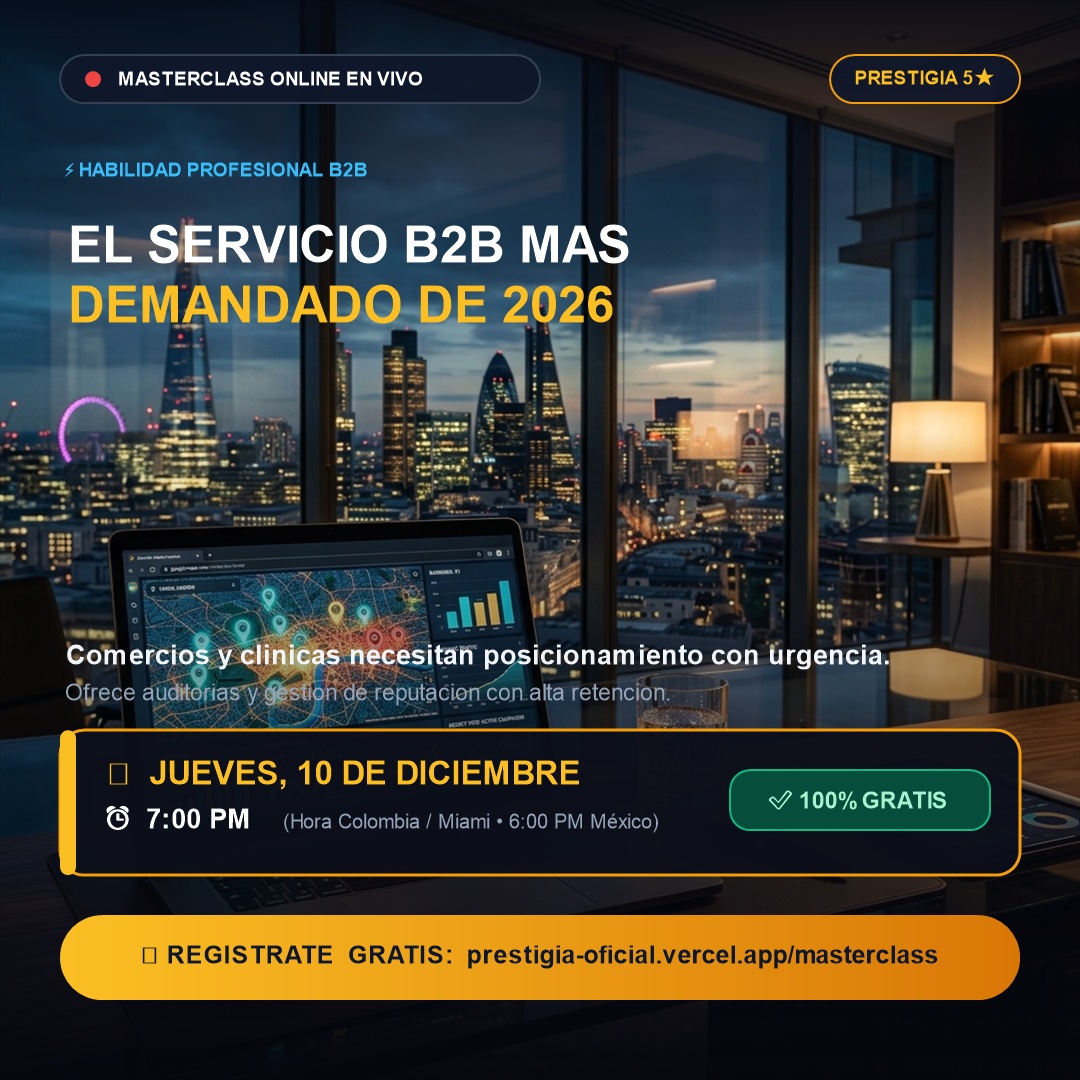 MASTERCLASS ONLINE EN VIVO
PRESTIGIA 5★
⚡HABILIDAD PROFESIONAL B2B
EL SERVICIO B2B MAS
DEMANDADO DE 2026
Comercios y clinicas necesitan posicionamiento con urgencia.
Ofrece auditorias y gestion de reputacion con alta retencion.
JUEVES, 10 DE DICIEMBRE
⏰ 7:00 PM (Hora Colombia / Miami • 6:00 PM México)
✅ 100% GRATIS
REGISTRATE GRATIS: prestigia-oficial.vercel.app/masterclass